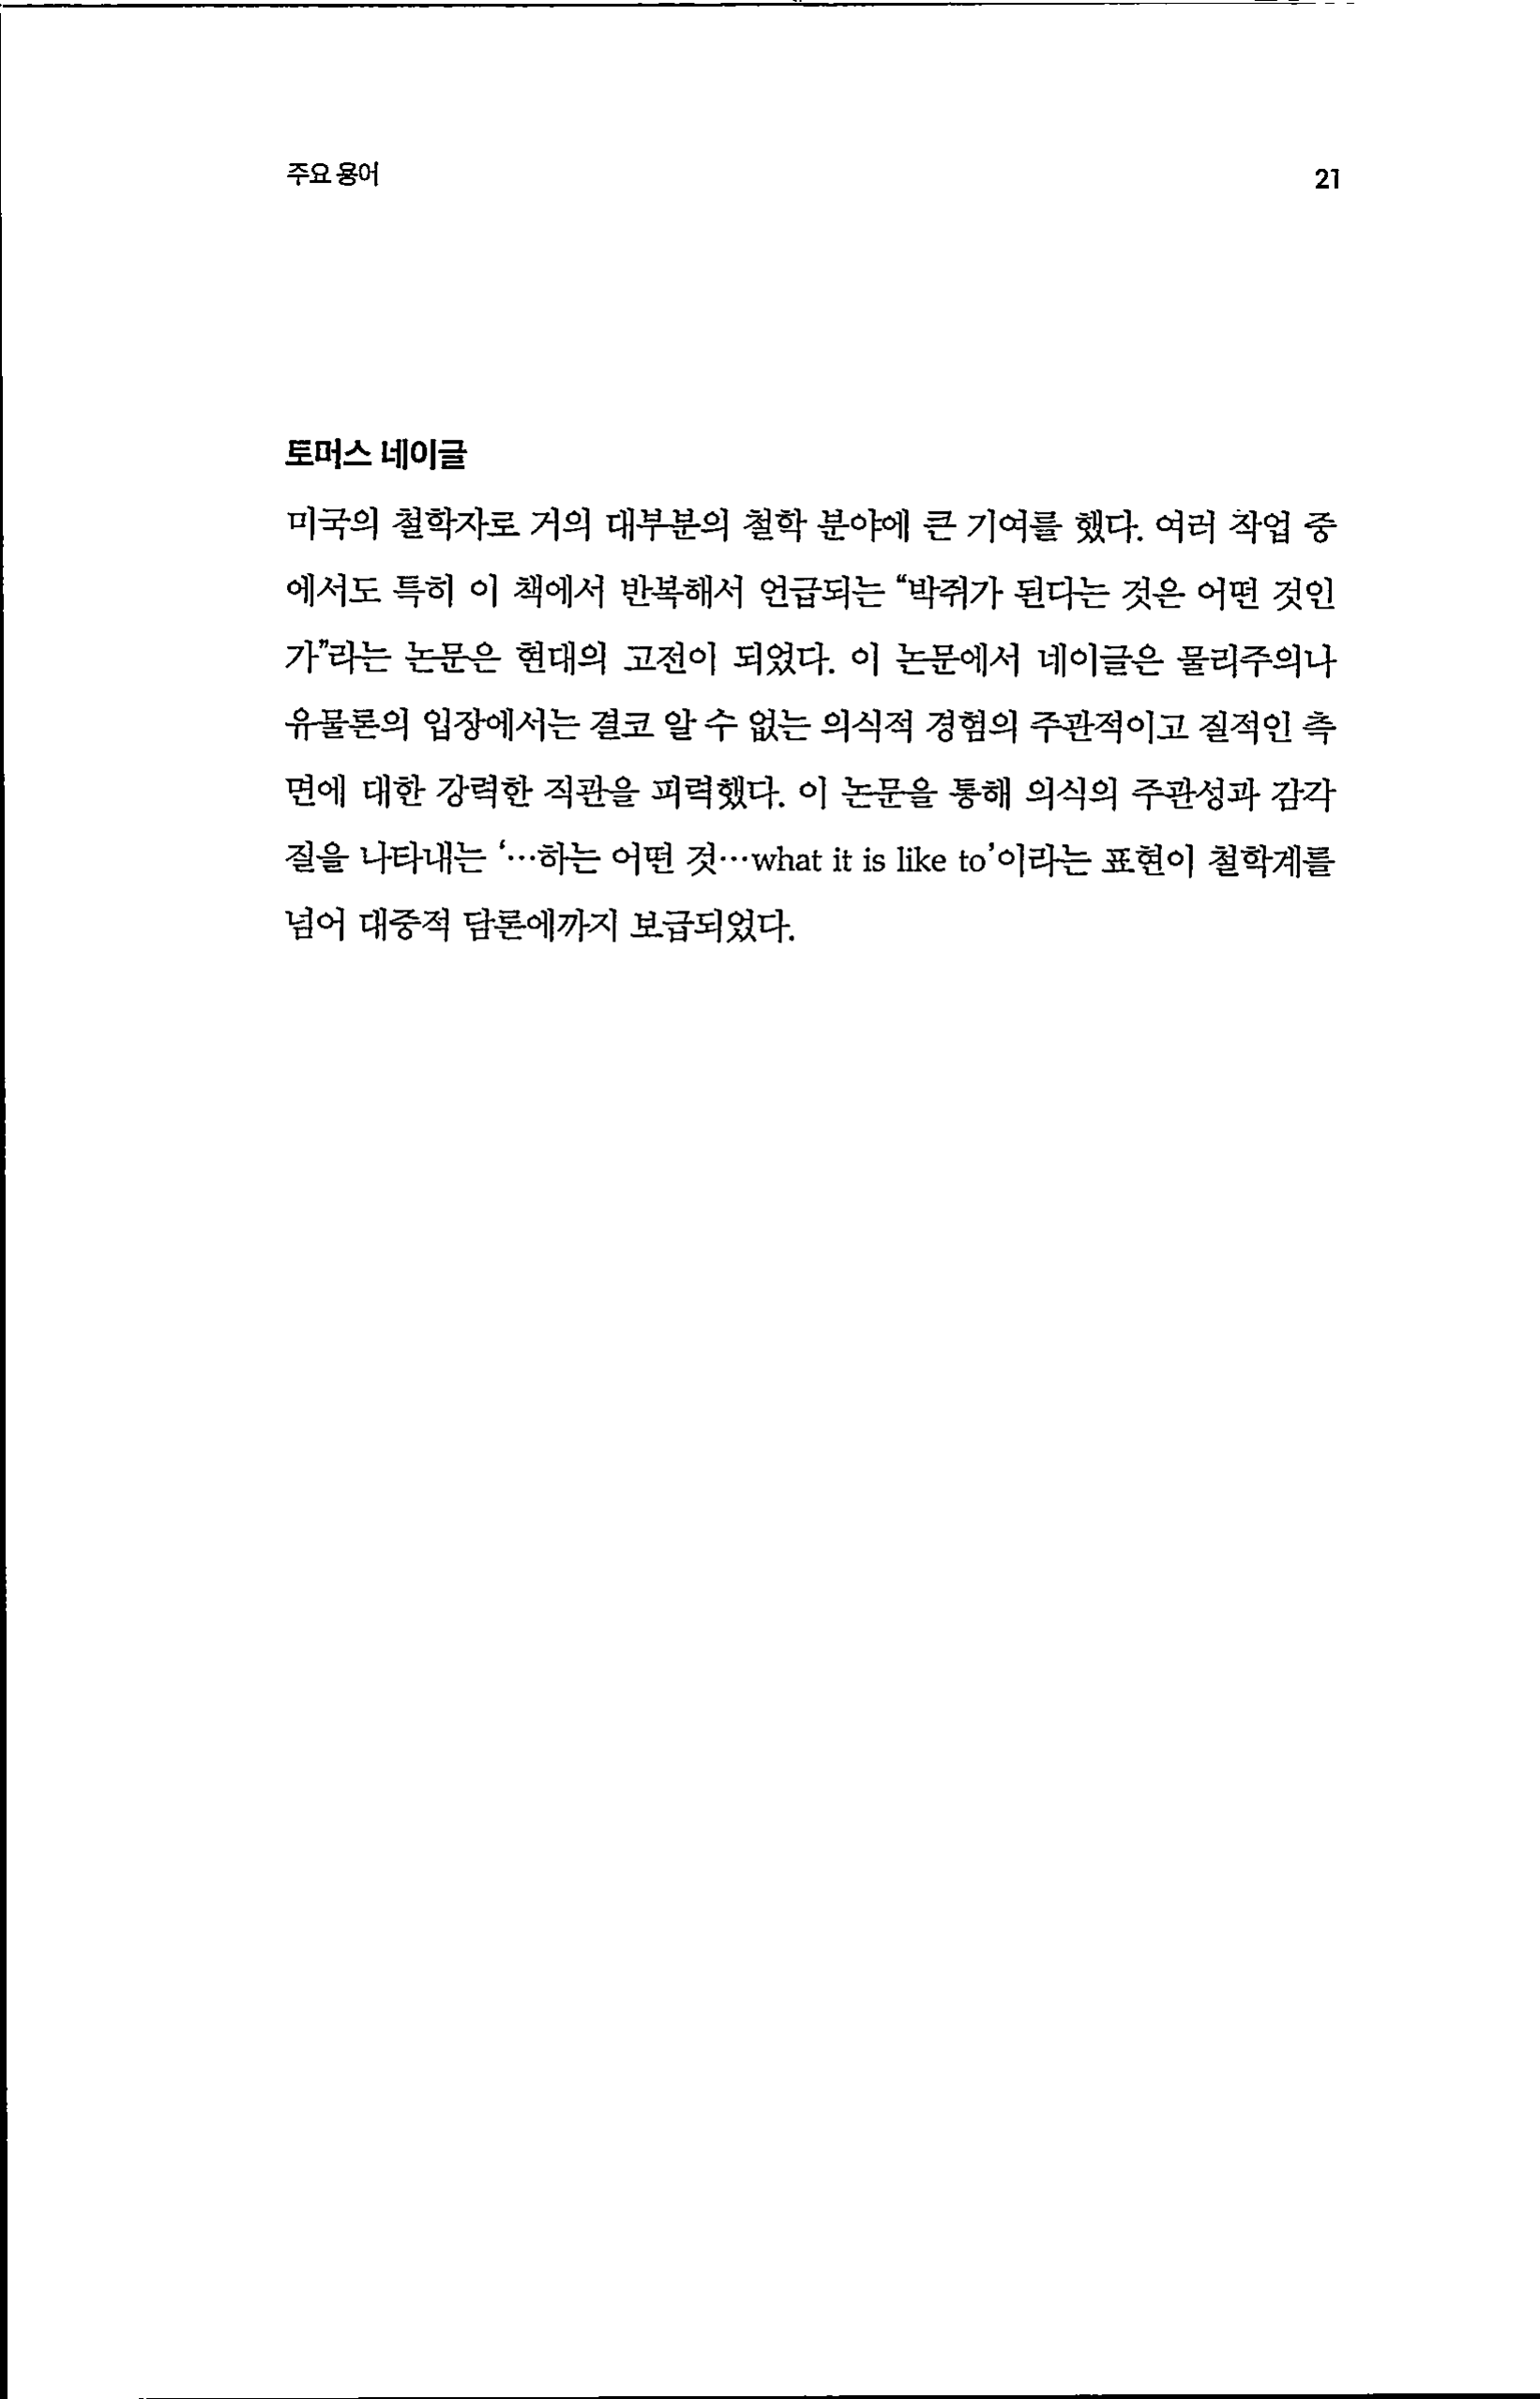 주요 용어 21
토머스 네이글
미국의 철학자로 거의 대부분의 철학 분야에 큰 기여를 했다. 여러 작업 중
에서도 특히 이 책에서 반복해서 언급되는 “박쥐가 된다는 것은 어떤 것인
가”라는 논문은 현대의 고전이 되었다. 이 논문에서 네이글은 물리주의나
유물론의 입장에서는 결코 알 수 없는 의식적 경험의 주관적이고 질적인 측
면에 대한 강력한 직관을 피력했다. 이 논문을 통해 의식의 주관성과 감각
질을 나타내는 ‘…하는 어떤 것…what it is like to’이라는 표현이 철학계를
넘어 대중적 담론에까지 보급되었다.